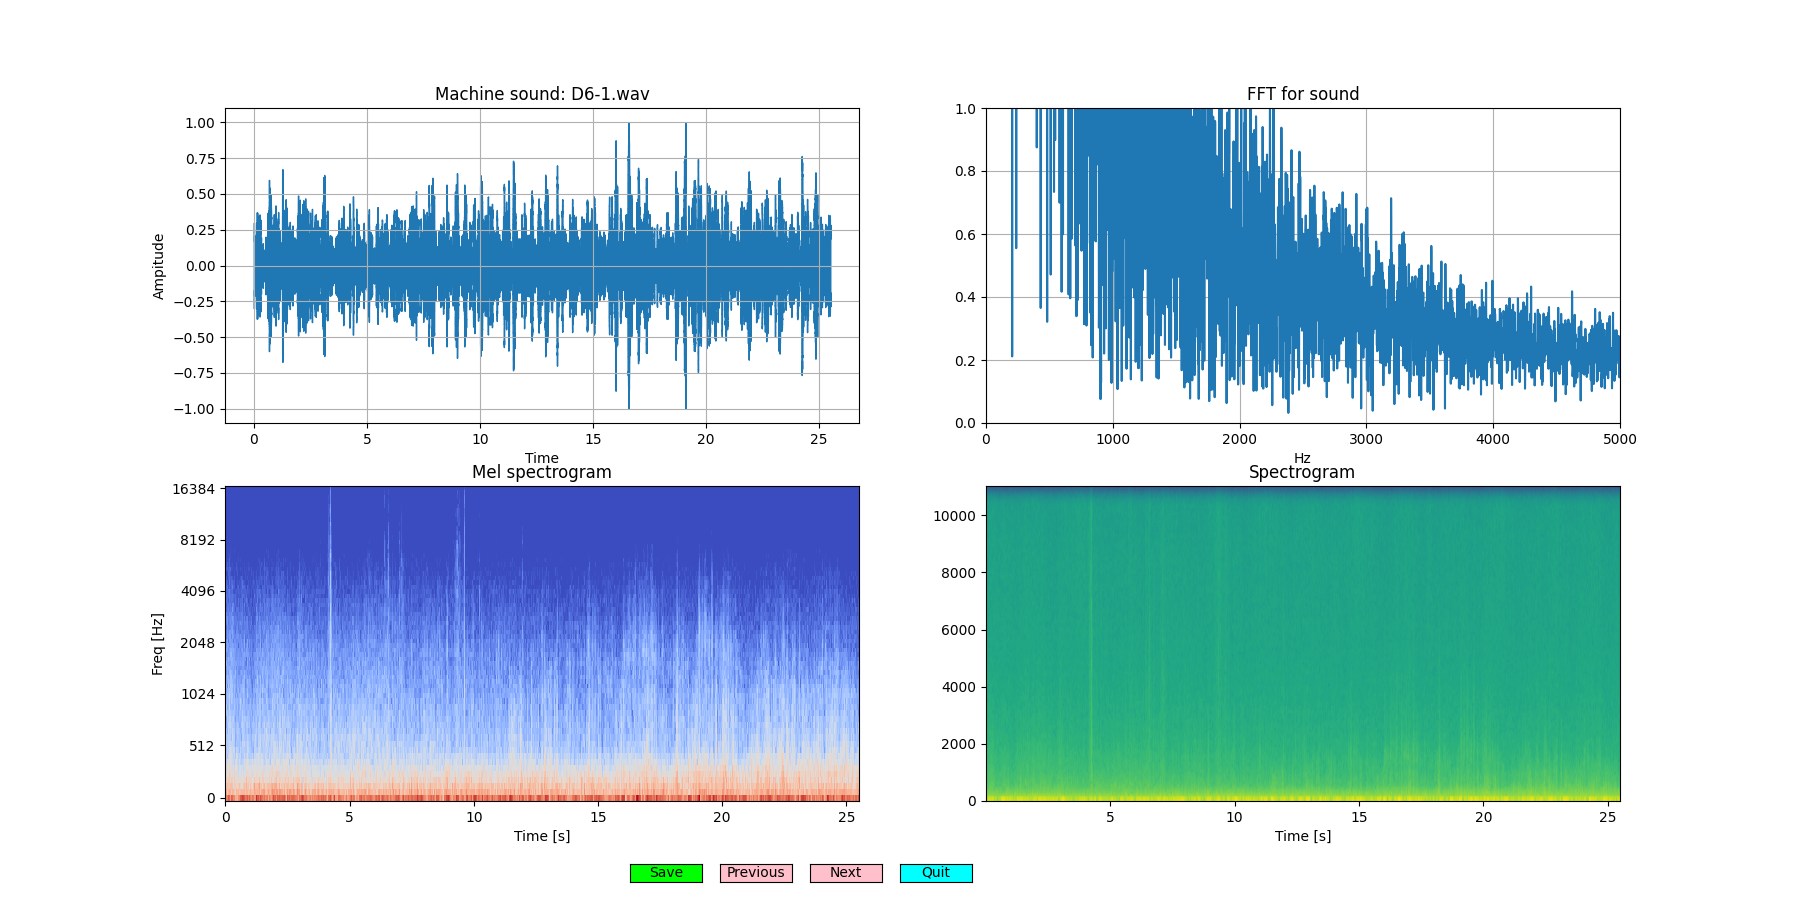 Machine sound: D6-1.wav
1.00
0.75
0.50
0.25
0.00
−0.25
−0.50
−0.75
−1.00
Ampitude
0 5 10 15 20 25
Time
FFT for sound
1.0
0.8
0.6
0.4
0.2
0.0
0 1000 2000 3000 4000 5000
Hz
Mel spectrogram
16384
8192
4096
2048
1024
512
0
Freq [Hz]
0 5 10 15 20 25
Time [s]
Spectrogram
10000
8000
6000
4000
2000
0
5 10 15 20 25
Time [s]
Save Previous Next Quit